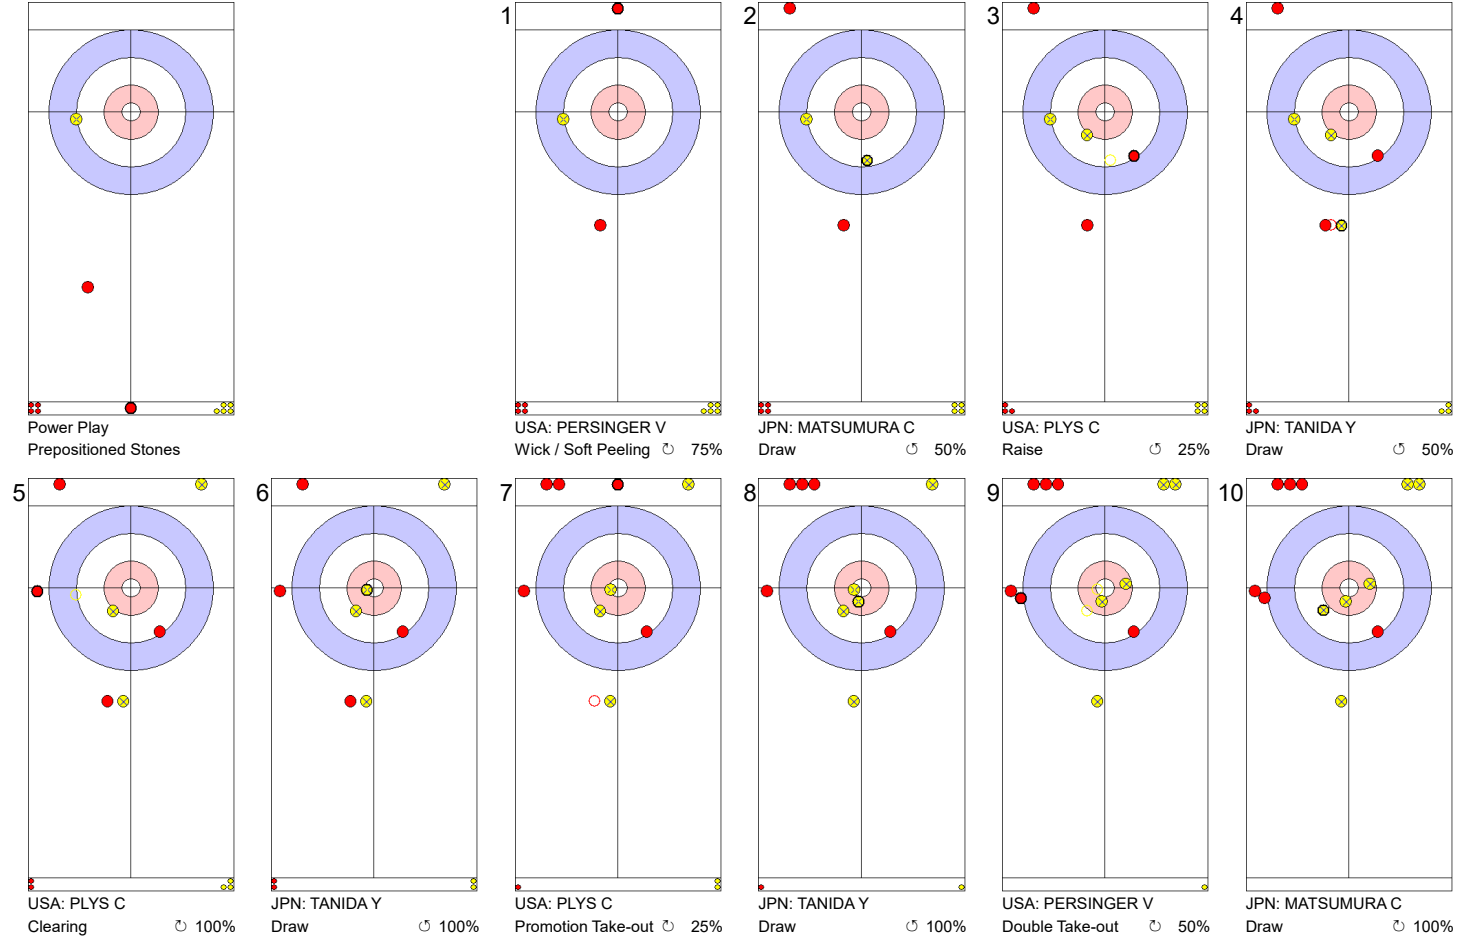 Power Play
Prepositioned Stones
1
USA: PERSINGER V
Wick / Soft Peeling ↻ 75%
2
JPN: MATSUMURA C
Draw ↺ 50%
3
USA: PLYS C
Raise ↺ 25%
4
JPN: TANIDA Y
Draw ↺ 50%
5
USA: PLYS C
Clearing ↻ 100%
6
JPN: TANIDA Y
Draw ↺ 100%
7
USA: PLYS C
Promotion Take-out ↻ 25%
8
JPN: TANIDA Y
Draw ↺ 100%
9
USA: PERSINGER V
Double Take-out ↻ 50%
10
JPN: MATSUMURA C
Draw ↺ 100%